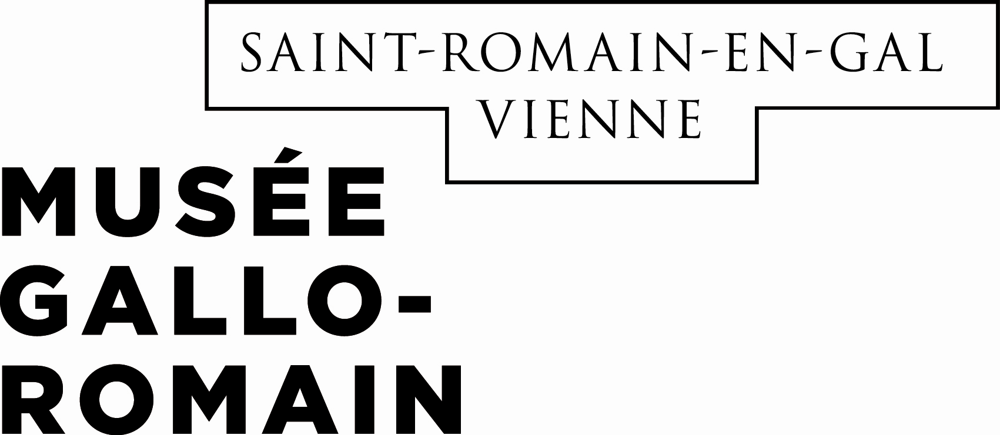 SAINT-ROMAIN-EN-GAL
VIENNE
MUSÉE
GALLO-
ROMAIN